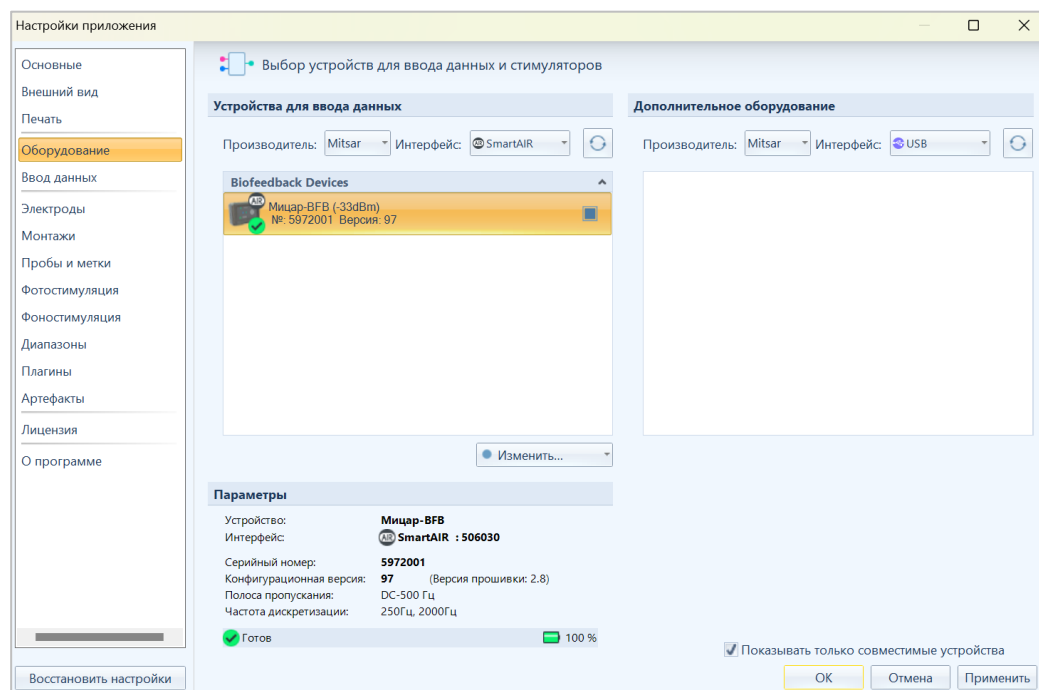 Настройки приложения
Основные
Внешний вид
Печать
Оборудование
Ввод данных
Электроды
Монтажи
Пробы и метки
Фотостимуляция
Фоностимуляция
Диапазоны
Плагины
Артефакты
Лицензия
О программе
Восстановить настройки
Выбор устройств для ввода данных и стимуляторов
Устройства для ввода данных
Производитель: Mitsar Интерфейс: AIR SmartAIR
Biofeedback Devices
AIR
Мицар-BFB (-33dBm)
№: 5972001 Версия: 97
Изменить...
Параметры
Устройство: Мицар-BFB
Интерфейс: AIR SmartAIR : 506030
Серийный номер: 5972001
Конфигурационная версия: 97 (Версия прошивки: 2.8)
Полоса пропускания: DC-500 Гц
Частота дискретизации: 250Гц, 2000Гц
Готов 100 %
Дополнительное оборудование
Производитель: Mitsar Интерфейс: USB
Показывать только совместимые устройства
OK Отмена Применить